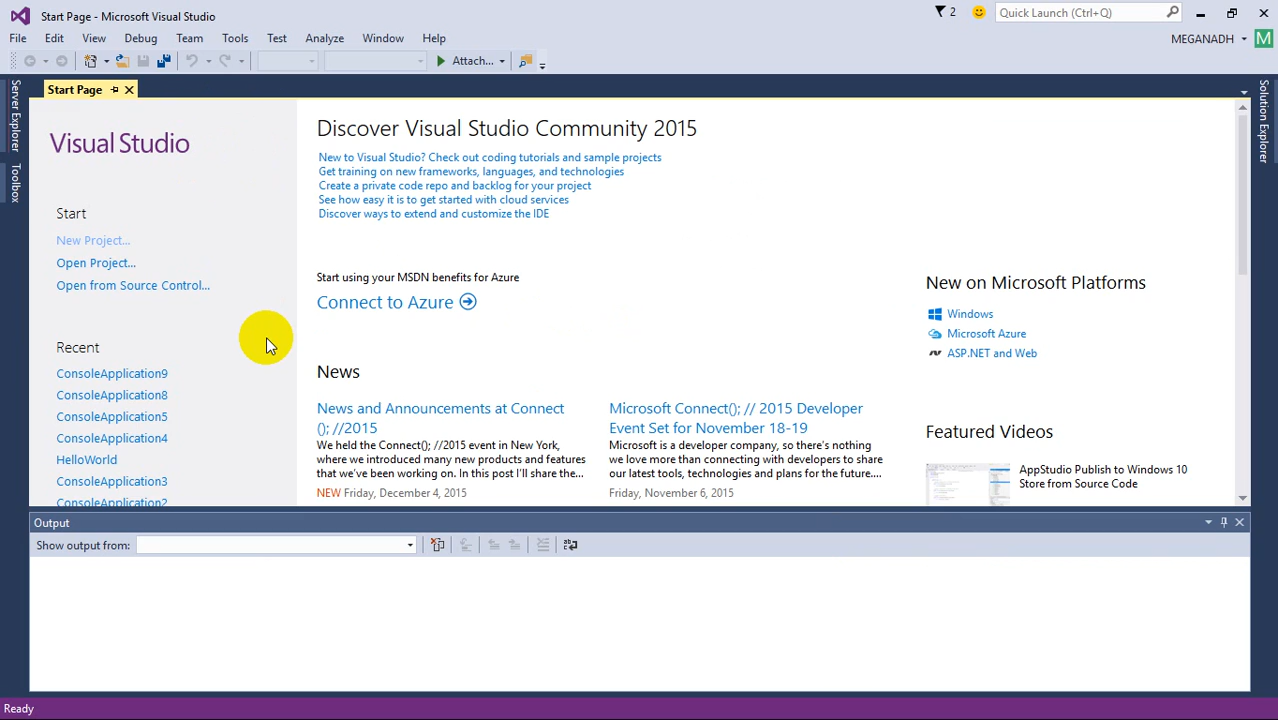 Start Page - Microsoft Visual Studio
2
Quick Launch (Ctrl+Q)
File Edit View Debug Team Tools Test Analyze Window Help
MEGANADH M
Attach...
Server Explorer
Toolbox
Start Page
Solution Explorer
Visual Studio
Start
New Project...
Open Project...
Open from Source Control...
Recent
ConsoleApplication9
ConsoleApplication8
ConsoleApplication5
ConsoleApplication4
HelloWorld
ConsoleApplication3
ConsoleApplication2
Discover Visual Studio Community 2015
New to Visual Studio? Check out coding tutorials and sample projects
Get training on new frameworks, languages, and technologies
Create a private code repo and backlog for your project
See how easy it is to get started with cloud services
Discover ways to extend and customize the IDE
Start using your MSDN benefits for Azure
Connect to Azure
News
News and Announcements at Connect
(); //2015
We held the Connect(); //2015 event in New York,
where we introduced many new products and features
that we've been working on. In this post I'll share the...
NEW Friday, December 4, 2015
Microsoft Connect(); // 2015 Developer
Event Set for November 18-19
Microsoft is a developer company, so there's nothing
we love more than connecting with developers to share
our latest tools, technologies and plans for the future....
Friday, November 6, 2015
New on Microsoft Platforms
Windows
Microsoft Azure
ASP.NET and Web
Featured Videos
AppStudio Publish to Windows 10
Store from Source Code
Output
Show output from:
Ready